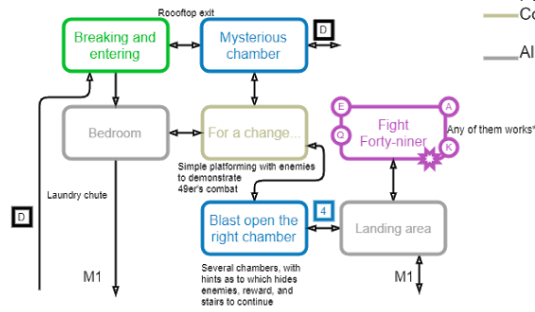 Roooftop exit
Breaking and
entering
Mysterious
chamber
D
Co
Al
Bedroom
For a change...
E
A
Q
K
Fight
Forty-niner
Any of them works*
Simple platforming with enemies
to demonstrate
49er's combat
Laundry chute
D
Blast open the
right chamber
4
Landing area
Several chambers, with
hints as to which hides
enemies, reward, and
stairs to continue
M1
M1